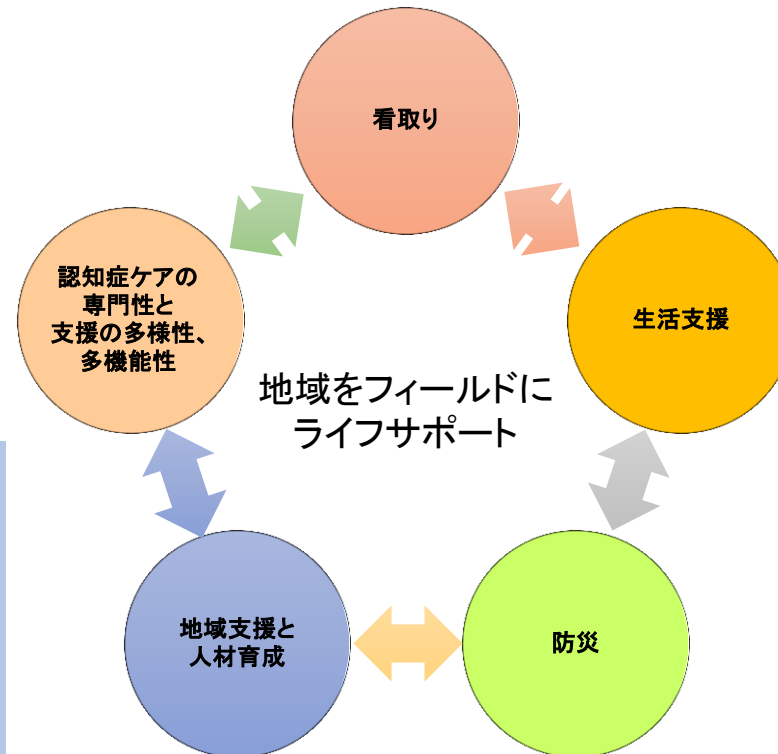 看取り
生活支援
認知症ケアの
専門性と
支援の多様性、
多機能性
地域をフィールドに
ライフサポート
地域支援と
人材育成
防災